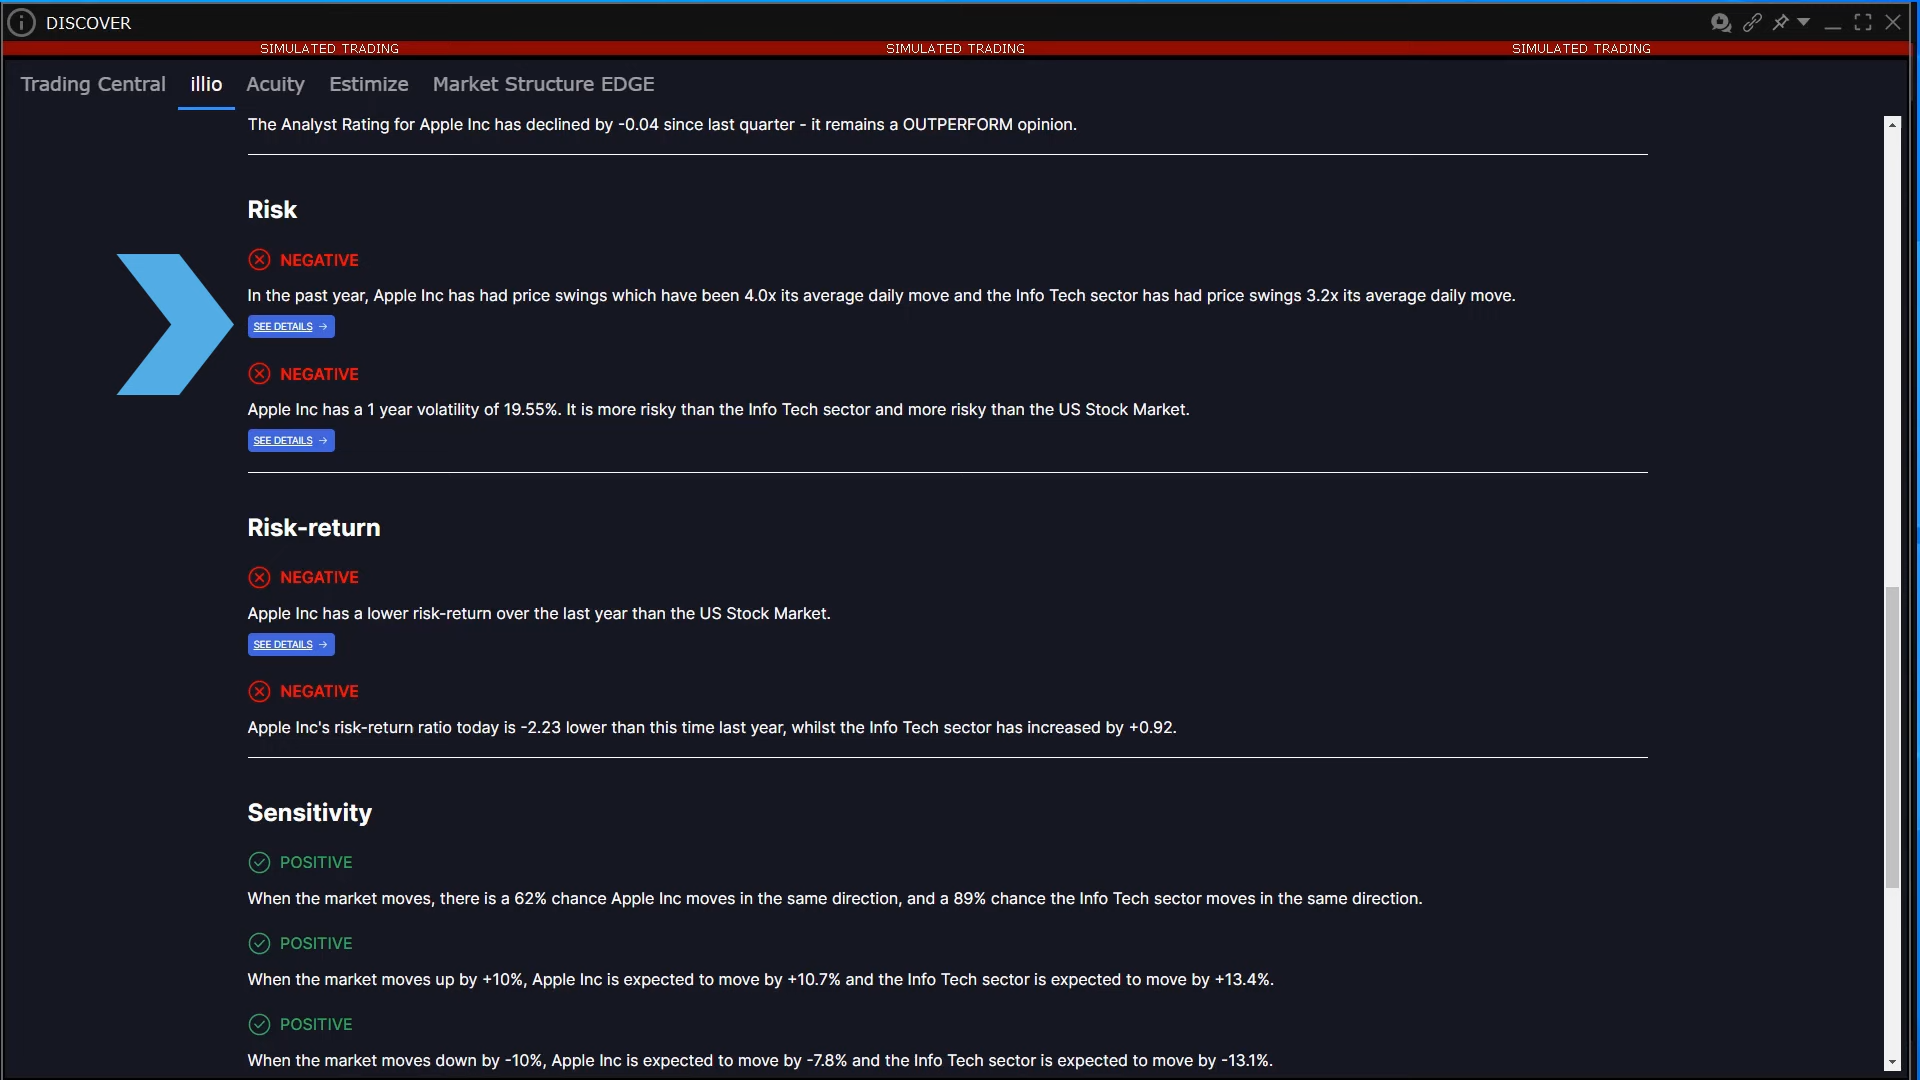 DISCOVER
SIMULATED TRADING SIMULATED TRADING SIMULATED TRADING
Trading Central illio Acuity Estimize Market Structure EDGE
The Analyst Rating for Apple Inc has declined by -0.04 since last quarter - it remains a OUTPERFORM opinion.
Risk
NEGATIVE
In the past year, Apple Inc has had price swings which have been 4.0x its average daily move and the Info Tech sector has had price swings 3.2x its average daily move.
SEE DETAILS →
NEGATIVE
Apple Inc has a 1 year volatility of 19.55%. It is more risky than the Info Tech sector and more risky than the US Stock Market.
SEE DETAILS →
Risk-return
NEGATIVE
Apple Inc has a lower risk-return over the last year than the US Stock Market.
SEE DETAILS →
NEGATIVE
Apple Inc's risk-return ratio today is -2.23 lower than this time last year, whilst the Info Tech sector has increased by +0.92.
Sensitivity
POSITIVE
When the market moves, there is a 62% chance Apple Inc moves in the same direction, and a 89% chance the Info Tech sector moves in the same direction.
POSITIVE
When the market moves up by +10%, Apple Inc is expected to move by +10.7% and the Info Tech sector is expected to move by +13.4%.
POSITIVE
When the market moves down by -10%, Apple Inc is expected to move by -7.8% and the Info Tech sector is expected to move by -13.1%.